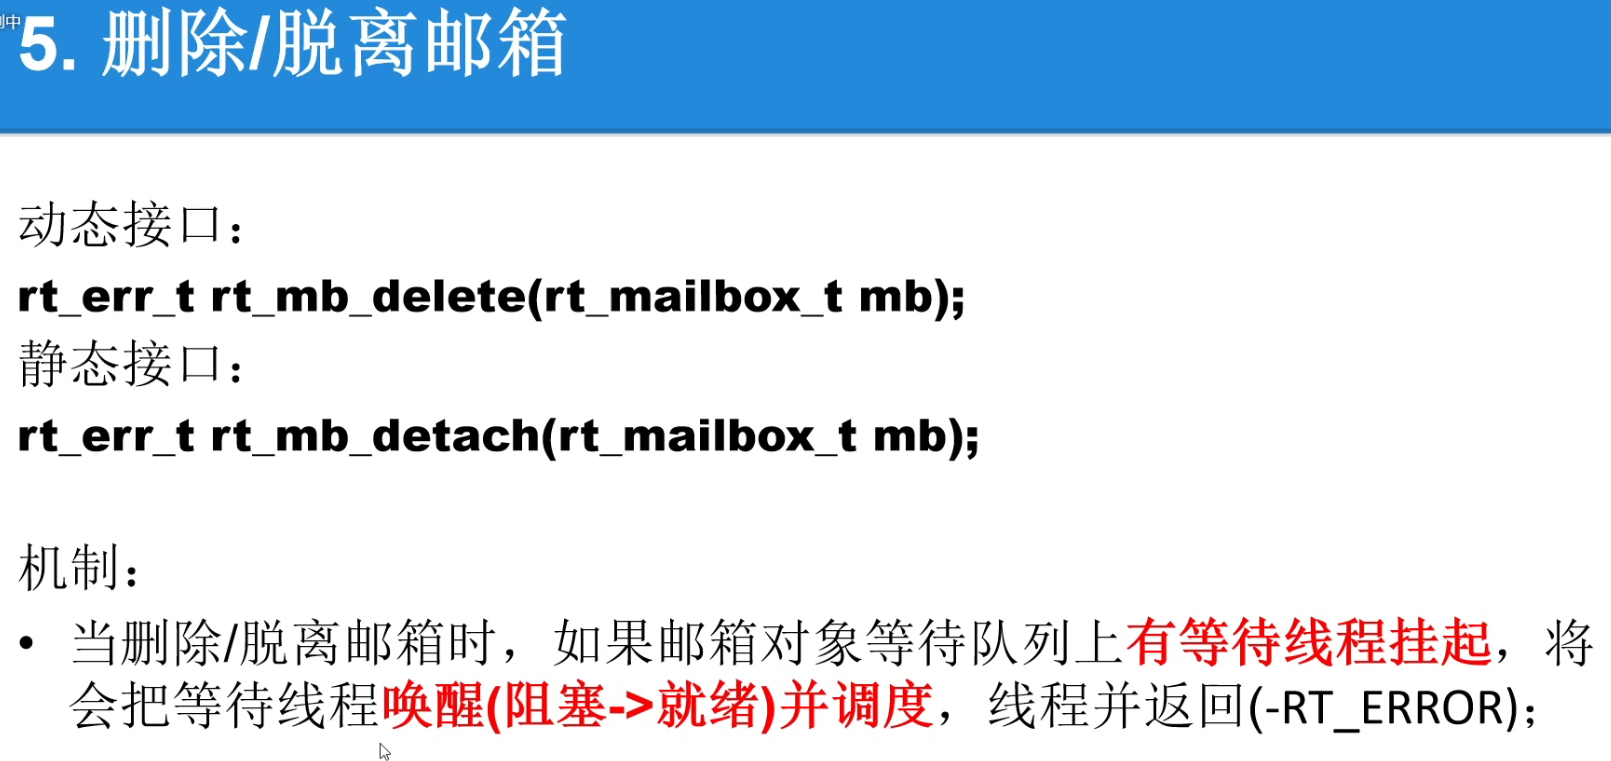 中
5. 删除/脱离邮箱
动态接口：
rt_err_t rt_mb_delete(rt_mailbox_t mb);
静态接口：
rt_err_t rt_mb_detach(rt_mailbox_t mb);
机制：
• 当删除/脱离邮箱时，如果邮箱对象等待队列上有等待线程挂起，将
会把等待线程唤醒(阻塞->就绪)并调度，线程并返回(-RT_ERROR)；